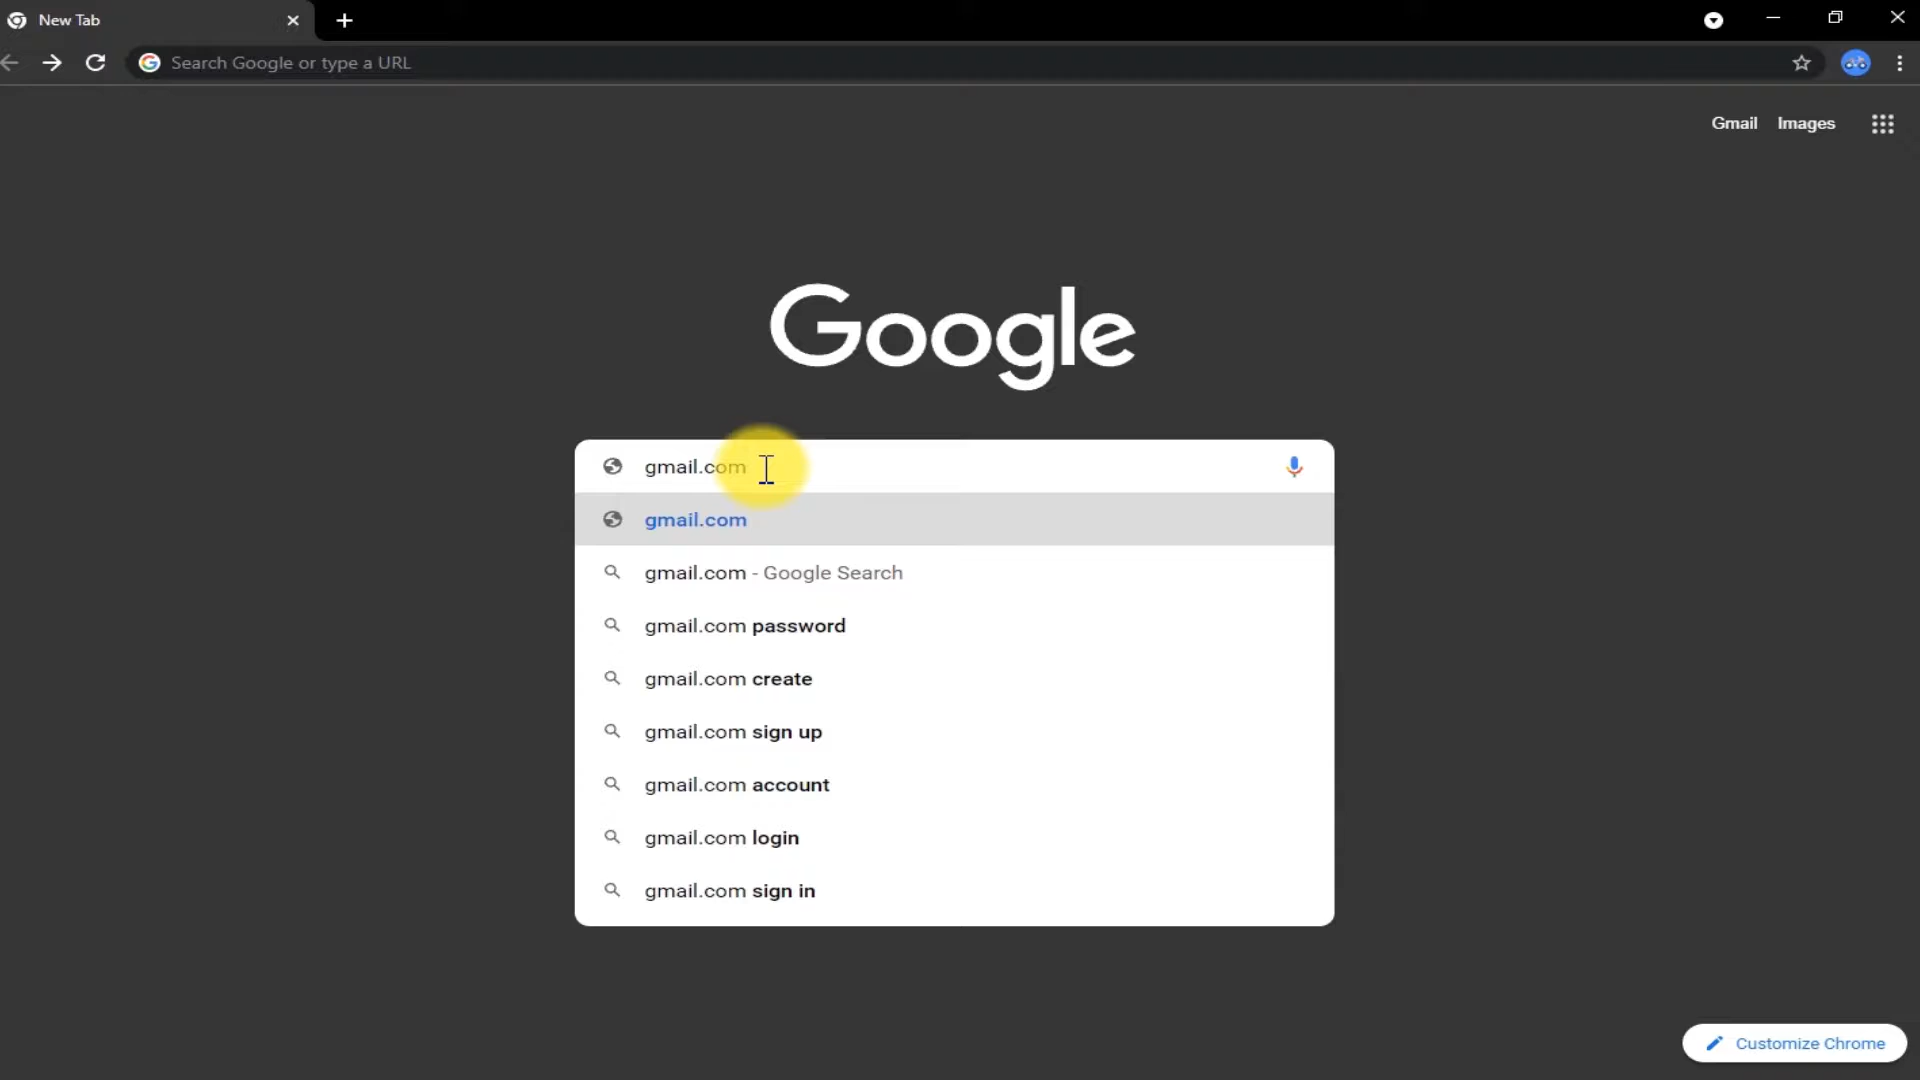 New Tab
Search Google or type a URL
Gmail Images
Google
gmail.com
gmail.com
gmail.com - Google Search
gmail.com password
gmail.com create
gmail.com sign up
gmail.com account
gmail.com login
gmail.com sign in
Customize Chrome